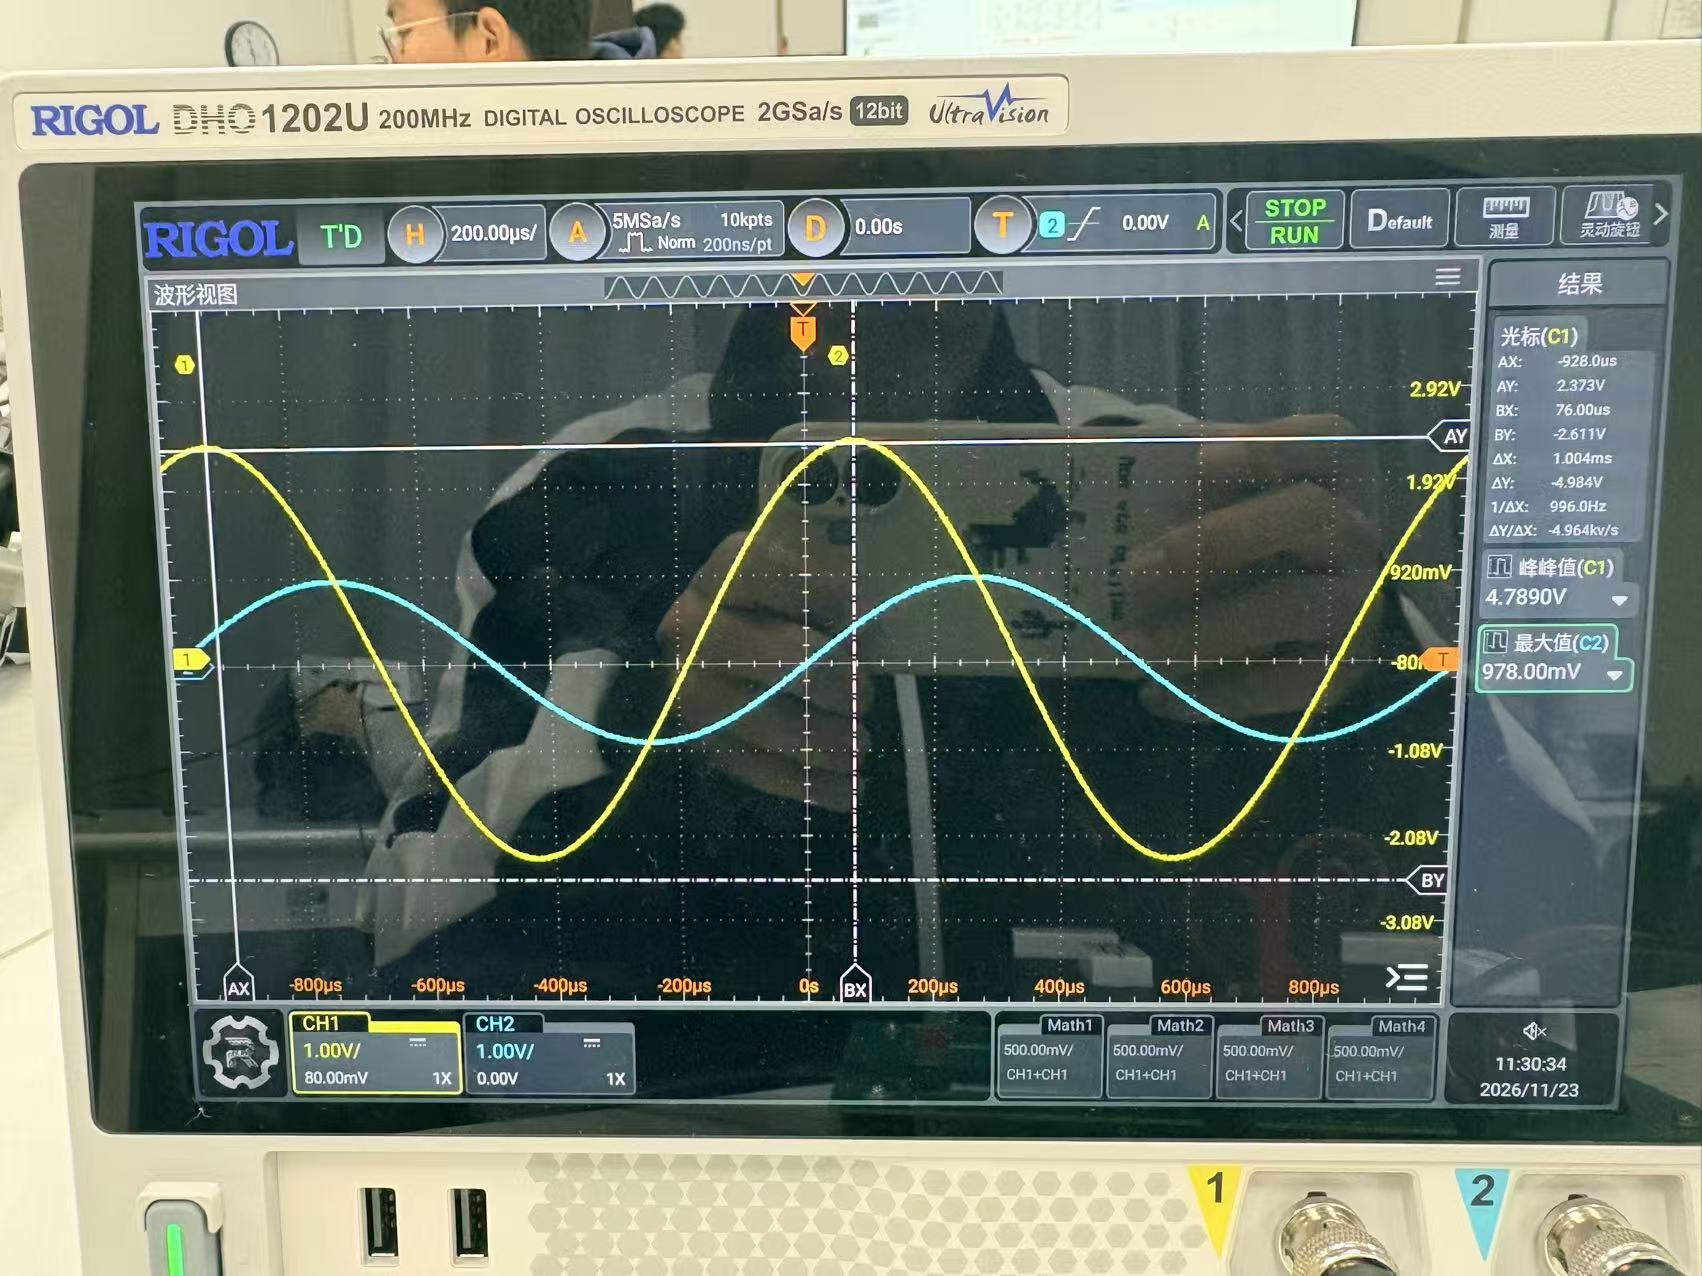 RIGOL DHO1202U 200MHz DIGITAL OSCILLOSCOPE 2GSa/s 12bit UltraVision
RIGOL T'D H 200.00μs/ A 5MSa/s 10kpts D 0.00s T 2 0.00V A STOP Default 测量 灵动旋钮
Norm 200ns/pt RUN
波形视图
T
1
2
2.92V
AY
1.92V
920mV
1
-80
T
-1.08V
-2.08V
BY
-3.08V
AX -800μs -600μs -400μs -200μs 0s BX 200μs 400μs 600μs 800μs
结果
光标(C1)
AX: -928.0us
AY: 2.373V
BX: 76.00us
BY: -2.611V
ΔX: 1.004ms
ΔY: -4.984V
1/ΔX: 996.0Hz
ΔY/ΔX: -4.964kv/s
峰峰值(C1)
4.7890V
最大值(C2)
978.00mV
CH1
1.00V/
80.00mV 1X
CH2
1.00V/
0.00V 1X
Math1
500.00mV/
CH1+CH1
Math2
500.00mV/
CH1+CH1
Math3
500.00mV/
CH1+CH1
Math4
500.00mV/
CH1+CH1
11:30:34
2026/11/23
1
2